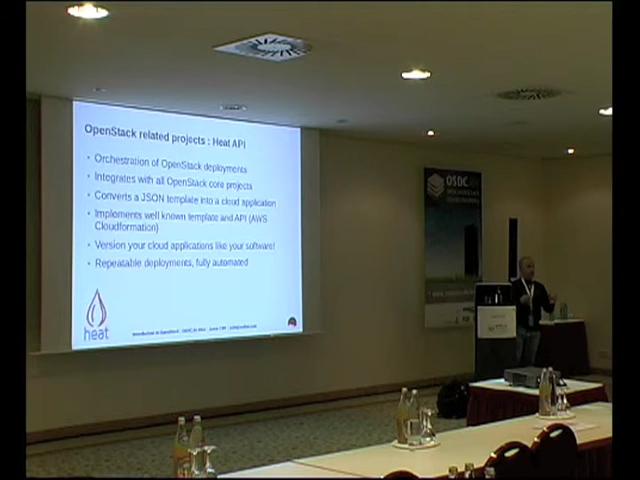 OpenStack related projects : Heat API
• Orchestration of OpenStack deployments
• Integrates with all OpenStack core projects
• Converts a JSON template into a cloud application
• Implements well known template and API (AWS
Cloudformation)
• Version your cloud applications like your software!
• Repeatable deployments, fully automated
heat
OSDC